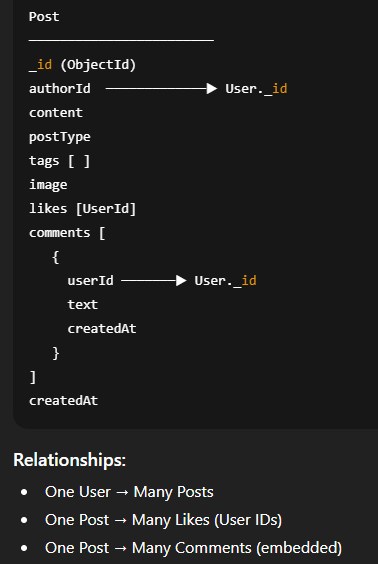 Post
───────────────────────
_id (ObjectId)
authorId ────────────▶ User._id
content
postType
tags [ ]
image
likes [UserId]
comments [
{
userId ──────▶ User._id
text
createdAt
}
]
createdAt
Relationships:
• One User → Many Posts
• One Post → Many Likes (User IDs)
• One Post → Many Comments (embedded)